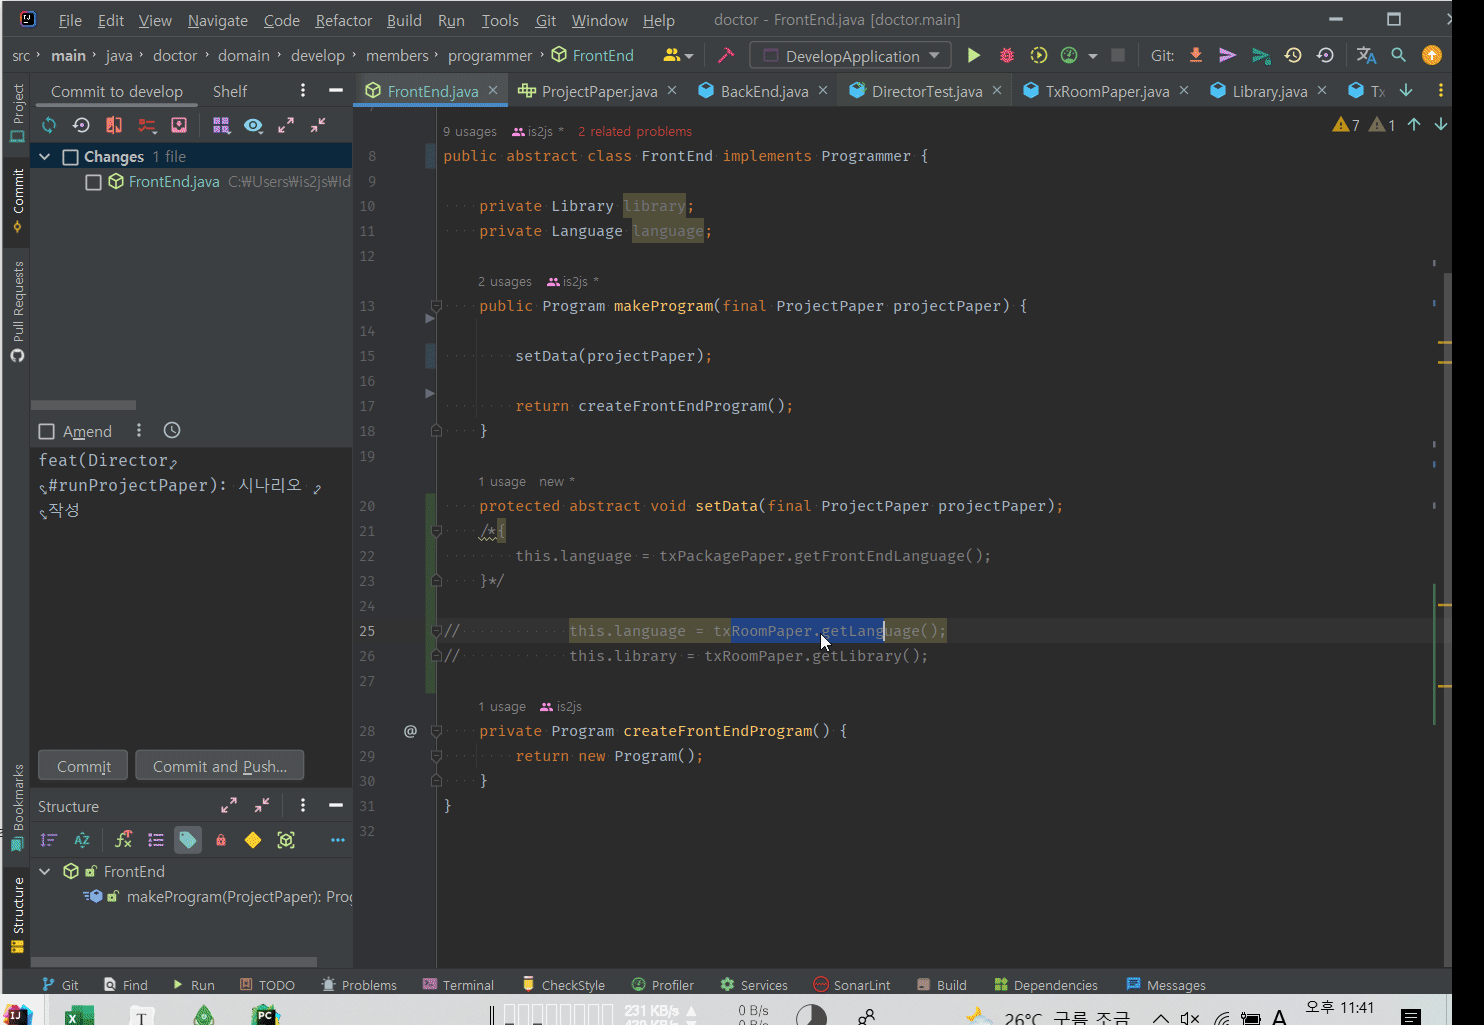 File Edit View Navigate Code Refactor Build Run Tools Git Window Help doctor - FrontEnd.java [doctor.main]
src main java doctor domain develop members programmer FrontEnd DevelopApplication Git:
Project
Commit to develop Shelf
FrontEnd.java ProjectPaper.java BackEnd.java DirectorTest.java TxRoomPaper.java Library.java Tx
Changes 1 file
FrontEnd.java C:₩Users₩is2js₩Id
Commit
Pull Requests
Amend
feat(Director
#runProjectPaper): 시나리오
작성
Commit Commit and Push...
Bookmarks
Structure
FrontEnd
makeProgram(ProjectPaper): Prog
Structure
7 1
9 usages is2js * 2 related problems
8 public abstract class FrontEnd implements Programmer {
9
10 private Library library;
11 private Language language;
12
2 usages is2js *
13 public Program makeProgram(final ProjectPaper projectPaper) {
14
15 setData(projectPaper);
16
17 return createFrontEndProgram();
18 }
19
1 usage new *
20 protected abstract void setData(final ProjectPaper projectPaper);
21 /*{
22 this.language = txPackagePaper.getFrontEndLanguage();
23 }*/
24
25 // this.language = txRoomPaper.getLanguage();
26 // this.library = txRoomPaper.getLibrary();
27
1 usage is2js
28 @ private Program createFrontEndProgram() {
29 return new Program();
30 }
31 }
32
Git Find Run TODO Problems Terminal CheckStyle Profiler Services SonarLint Build Dependencies Messages
231 KB/s 0 B/s
26°C 구름 조금 A 오후 11:41